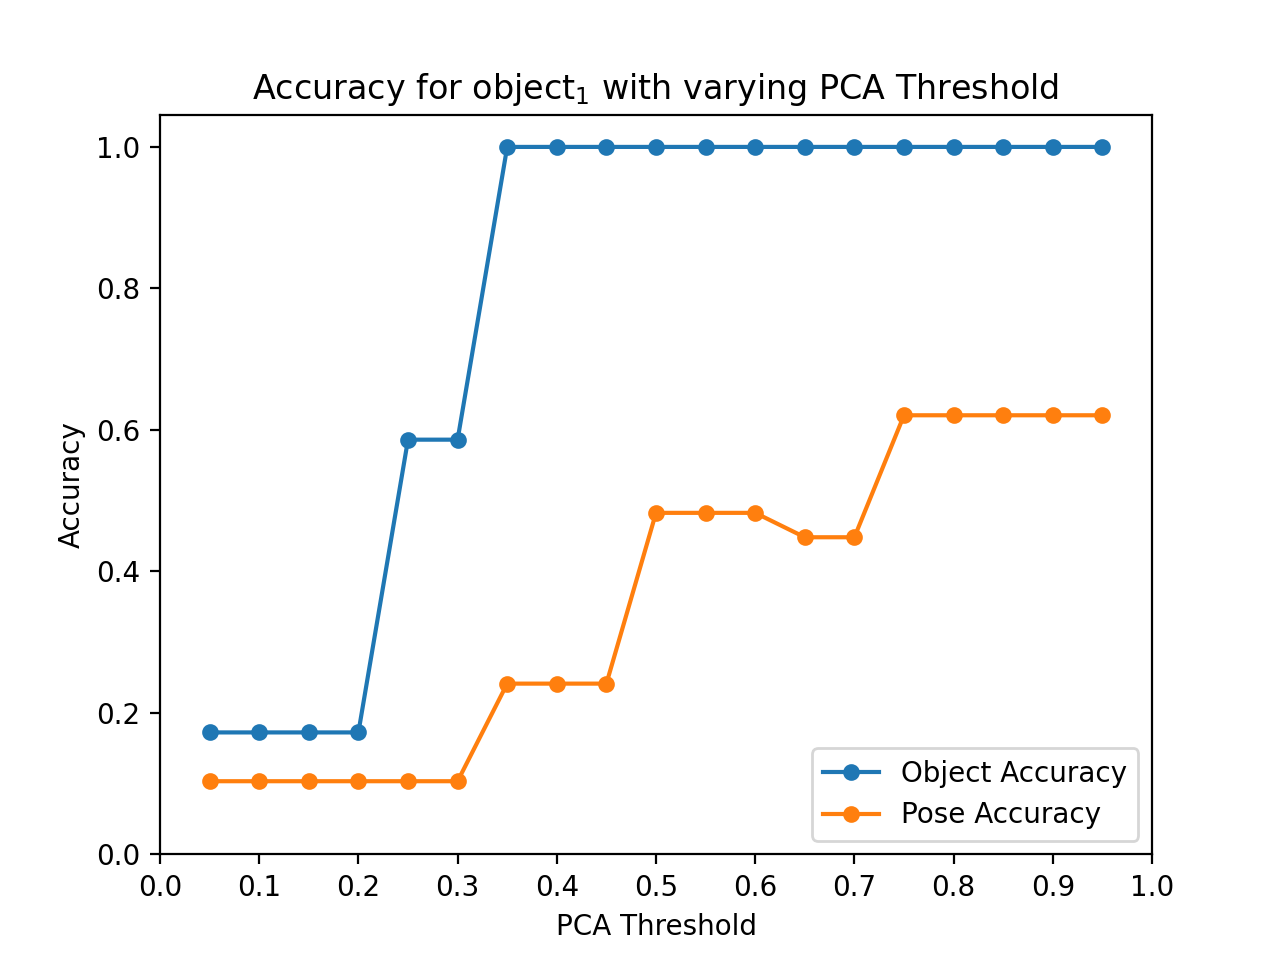 Accuracy for object₁ with varying PCA Threshold
1.0
0.8
0.6
0.4
0.2
0.0
Accuracy
Object Accuracy
Pose Accuracy
0.0 0.1 0.2 0.3 0.4 0.5 0.6 0.7 0.8 0.9 1.0
PCA Threshold